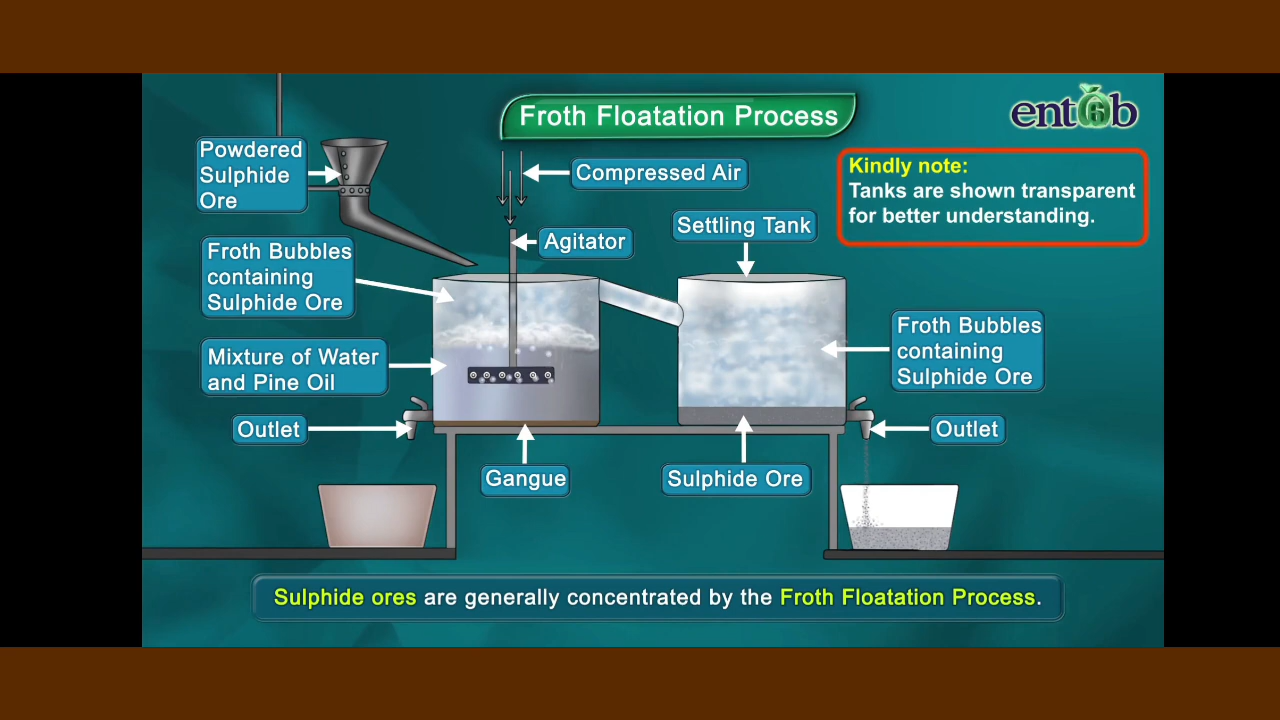 Froth Floatation Process
entGb
Kindly note:
Tanks are shown transparent
for better understanding.
Powdered
Sulphide
Ore
Compressed Air
Agitator
Settling Tank
Froth Bubbles
containing
Sulphide Ore
Froth Bubbles
containing
Sulphide Ore
Mixture of Water
and Pine Oil
Outlet
Outlet
Gangue
Sulphide Ore
Sulphide ores are generally concentrated by the Froth Floatation Process.